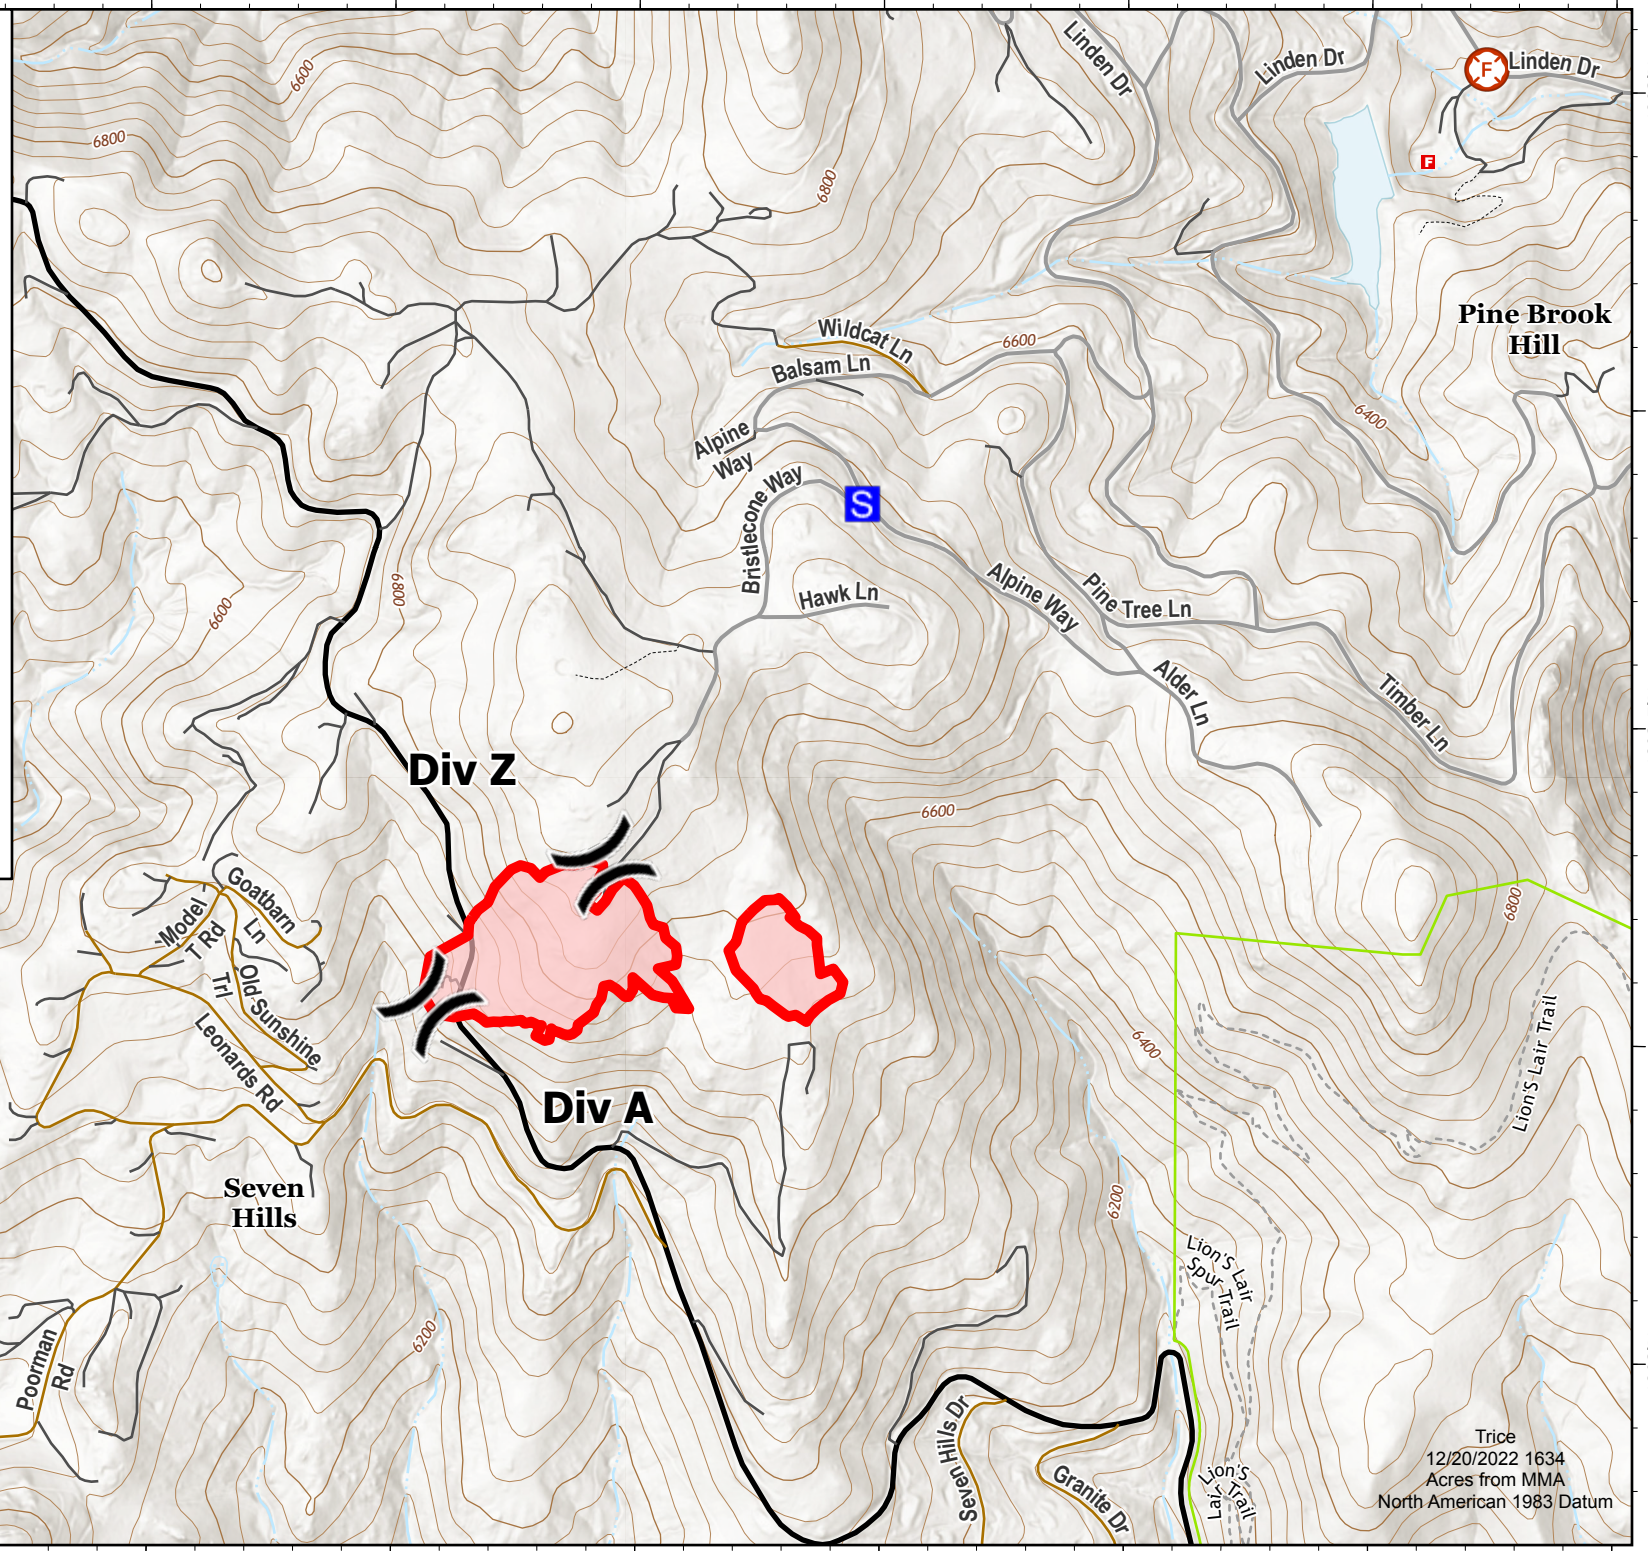 Linden Dr
Linden Dr
F
Linden Dr
6600
6800
F
6800
Pine Brook
Hill
Wildcat Ln
6600
Balsam Ln
6400
Alpine
Way
Bristlecone Way
S
6800
6600
Hawk Ln
Alpine Way
Pine Tree Ln
Alder Ln
Timber Ln
Div Z
6600
Goatbarn
Ln
Model
T Rd
Trl
Old Sunshine
Leonards Rd
6800
Lion'S Lair Trail
6400
Div A
Seven
Hills
6200
Lion'S Lair
Spur Trail
6200
Poorman
Rd
Seven Hills Dr
Granite Dr
Lion'S
Lair Trail
Trice
12/20/2022 1634
Acres from MMA
North American 1983 Datum